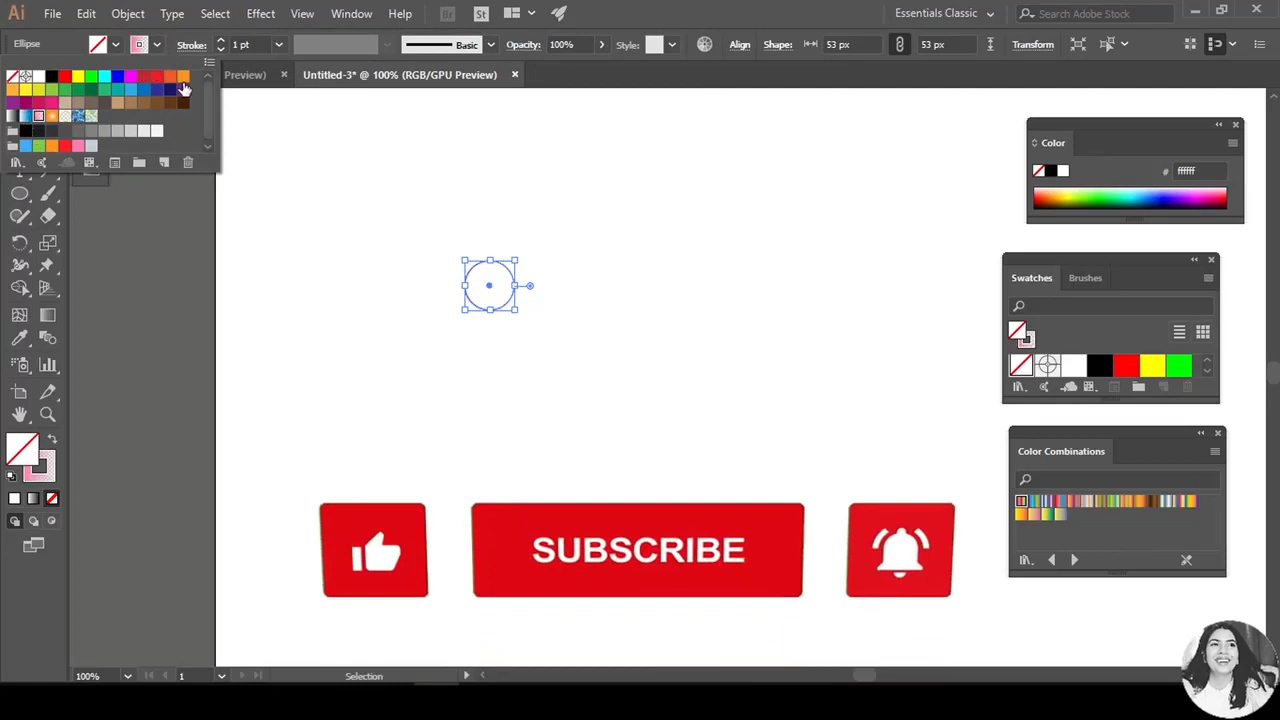 Ai File Edit Object Type Select Effect View Window Help Br St Essentials Classic Search Adobe Stock
Ellipse Stroke: 1 pt Basic Opacity: 100% Style: Align Shape: 53 px 53 px Transform
Preview) × Untitled-3* @ 100% (RGB/GPU Preview) ×
Color
# ffffff
Swatches Brushes
Color Combinations
SUBSCRIBE
100% 1 Selection